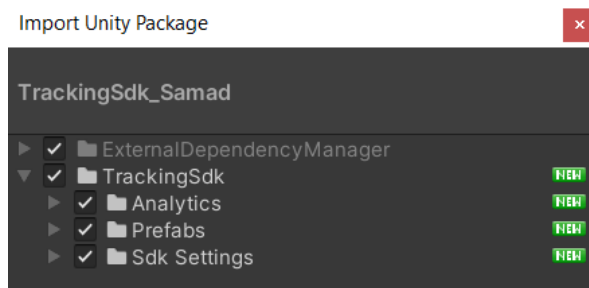 Import Unity Package
TrackingSdk_Samad
ExternalDependencyManager
TrackingSdk NEW
Analytics NEW
Prefabs NEW
Sdk Settings NEW